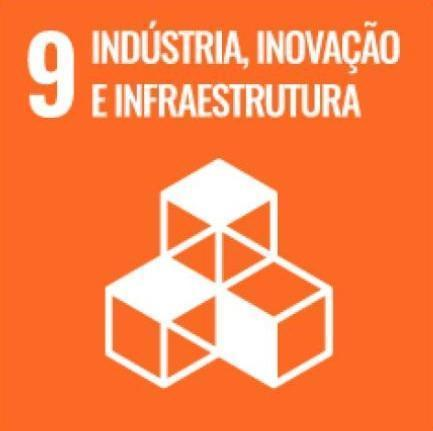 9 INDÚSTRIA, INOVAÇÃO
E INFRAESTRUTURA